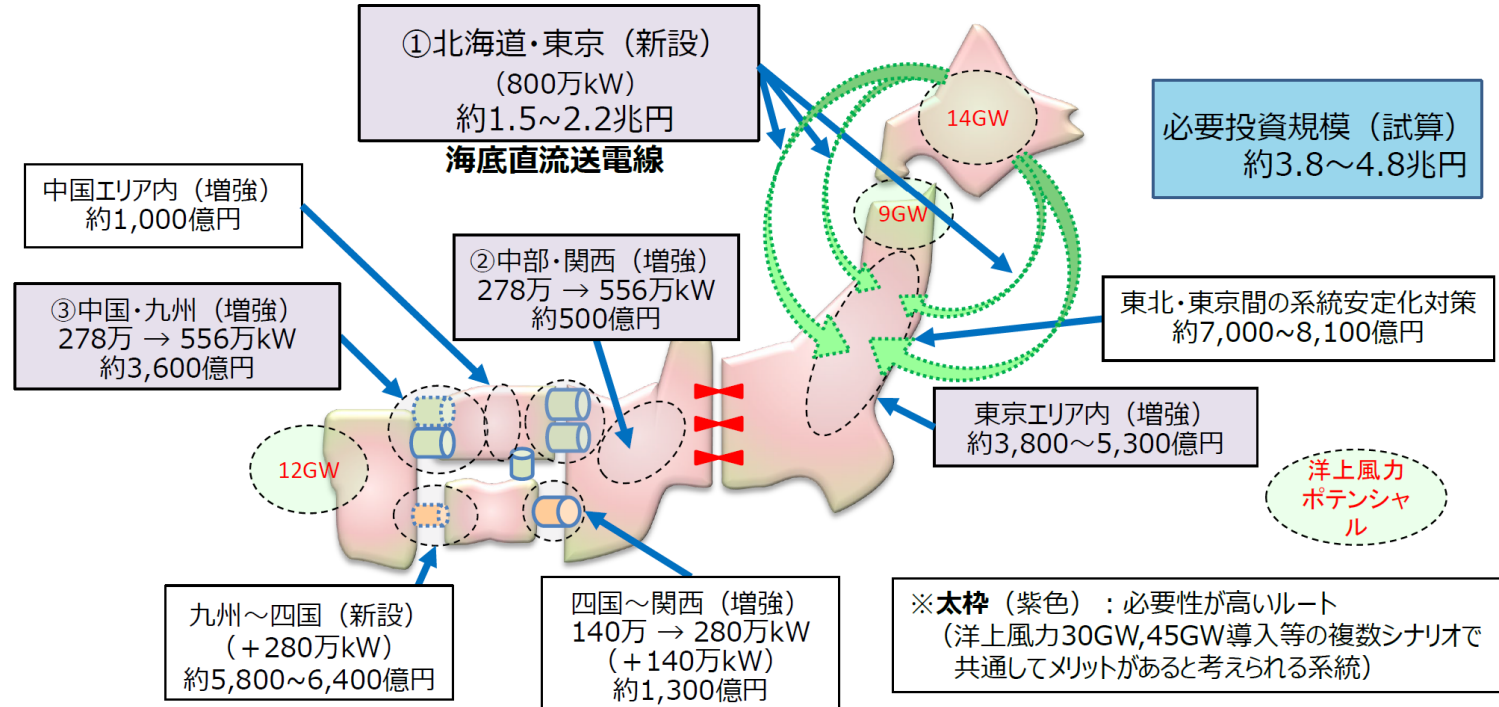 ①北海道・東京（新設）
（800万kW）
約1.5~2.2兆円
海底直流送電線
14GW
必要投資規模（試算）
約3.8～4.8兆円
中国エリア内（増強）
約1,000億円
9GW
②中部・関西（増強）
278万 → 556万kW
約500億円
③中国・九州（増強）
278万 → 556万kW
約3,600億円
東北・東京間の系統安定化対策
約7,000~8,100億円
東京エリア内（増強）
約3,800～5,300億円
12GW
洋上風力
ポテンシャ
ル
九州～四国（新設）
（＋280万kW）
約5,800~6,400億円
四国～関西（増強）
140万 → 280万kW
（＋140万kW）
約1,300億円
※太枠（紫色）：必要性が高いルート
（洋上風力30GW,45GW導入等の複数シナリオで
共通してメリットがあると考えられる系統）